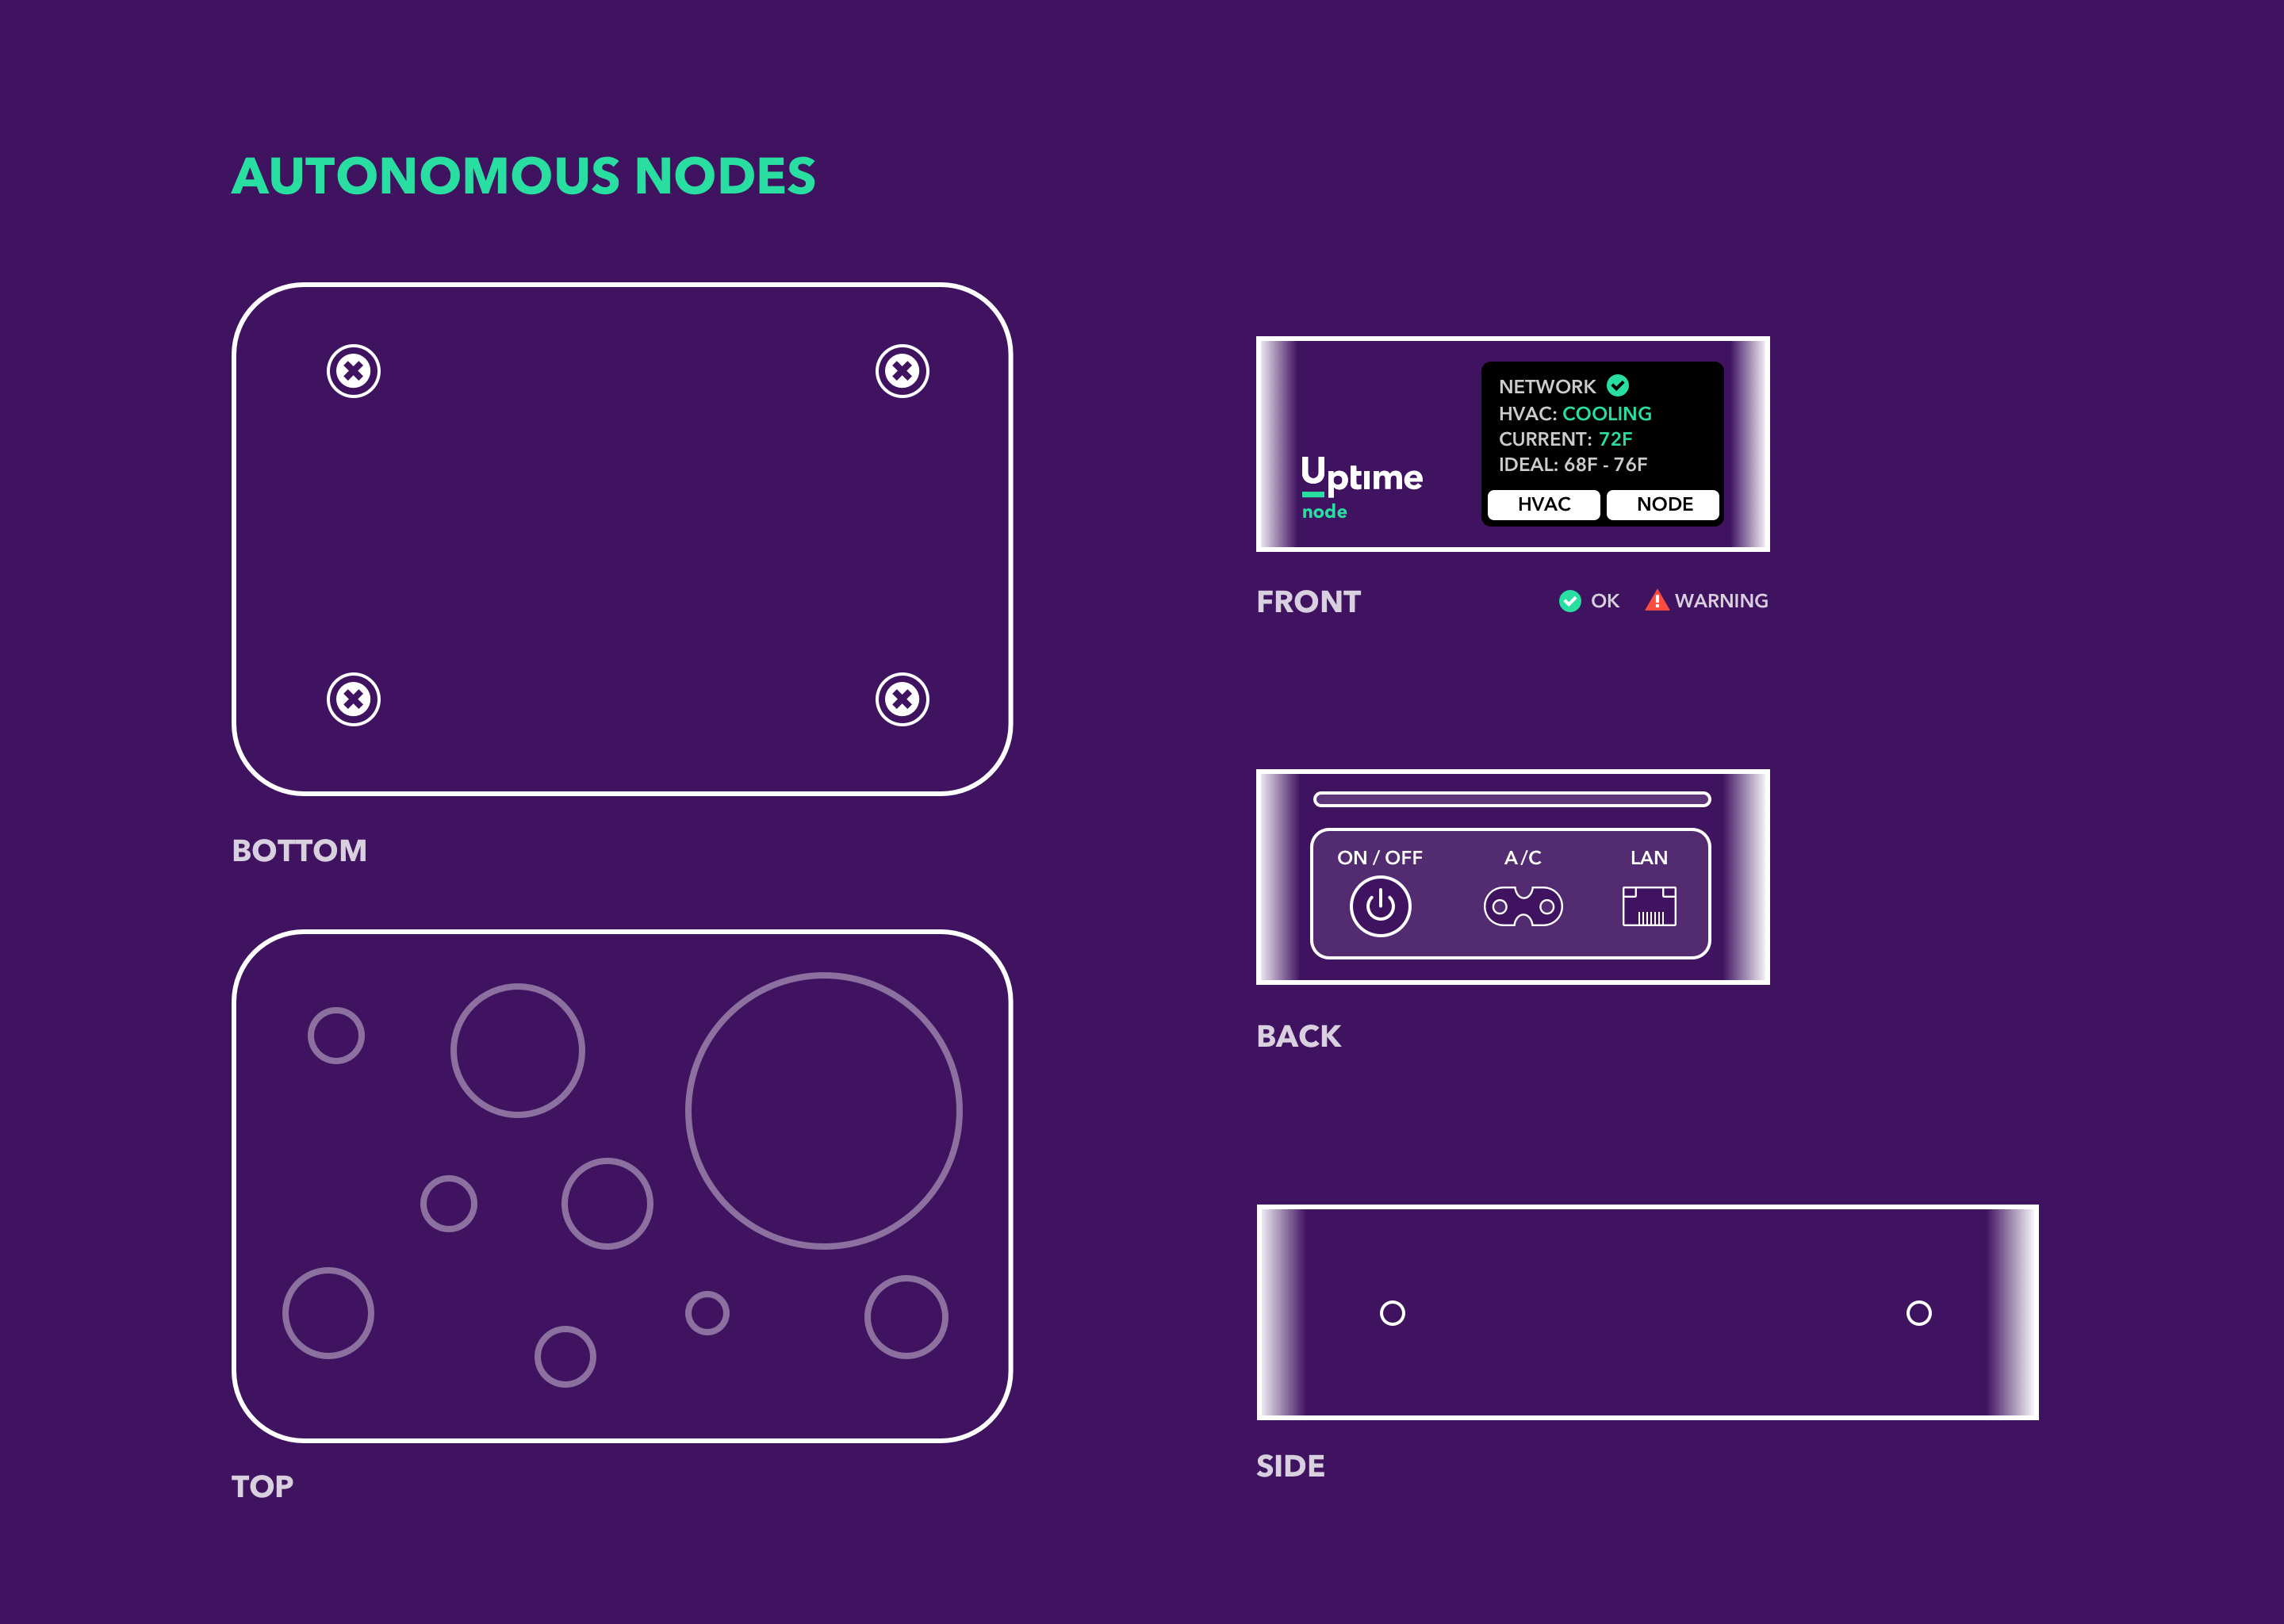 AUTONOMOUS NODES
BOTTOM
TOP
Uptime
node
NETWORK
HVAC: COOLING
CURRENT: 72F
IDEAL: 68F - 76F
HVAC NODE
FRONT
OK WARNING
ON / OFF A/C LAN
BACK
SIDE